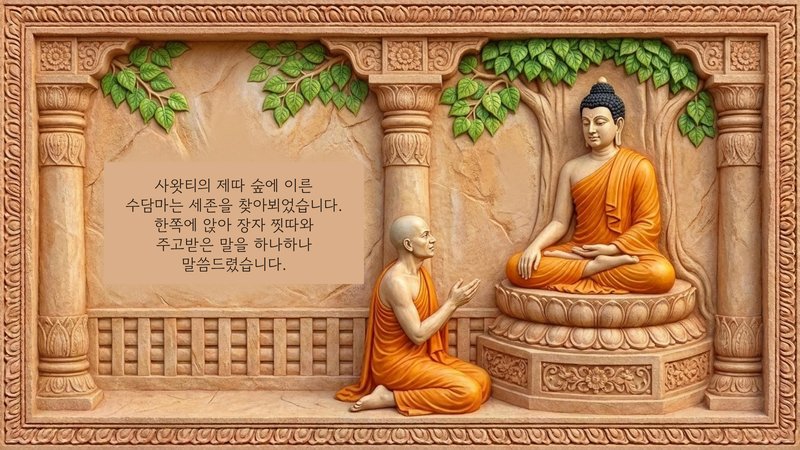 사왓티의 제따 숲에 이른
수담마는 세존을 찾아뵈었습니다.
한쪽에 앉아 장자 찟따와
주고받은 말을 하나하나
말씀드렸습니다.